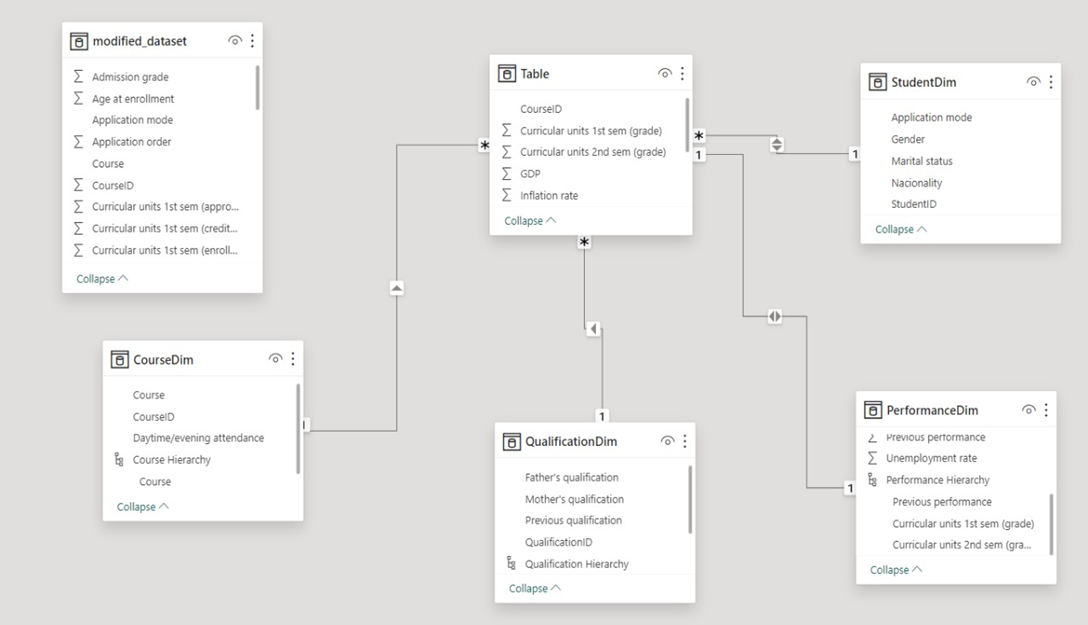 modified_dataset
Admission grade
Age at enrollment
Application mode
Application order
Course
CourseID
Curricular units 1st sem (appro...
Curricular units 1st sem (credit...
Curricular units 1st sem (enroll...
Collapse
Table
CourseID
Curricular units 1st sem (grade)
Curricular units 2nd sem (grade)
GDP
Inflation rate
Collapse
StudentDim
Application mode
Gender
Marital status
Nacionality
StudentID
Collapse
*
*
1
1
*
CourseDim
Course
CourseID
Daytime/evening attendance
Course Hierarchy
Course
Collapse
1
1
QualificationDim
Father's qualification
Mother's qualification
Previous qualification
QualificationID
Qualification Hierarchy
Collapse
PerformanceDim
Previous performance
Unemployment rate
Performance Hierarchy
Previous performance
Curricular units 1st sem (grade)
Curricular units 2nd sem (gra...
Collapse
1